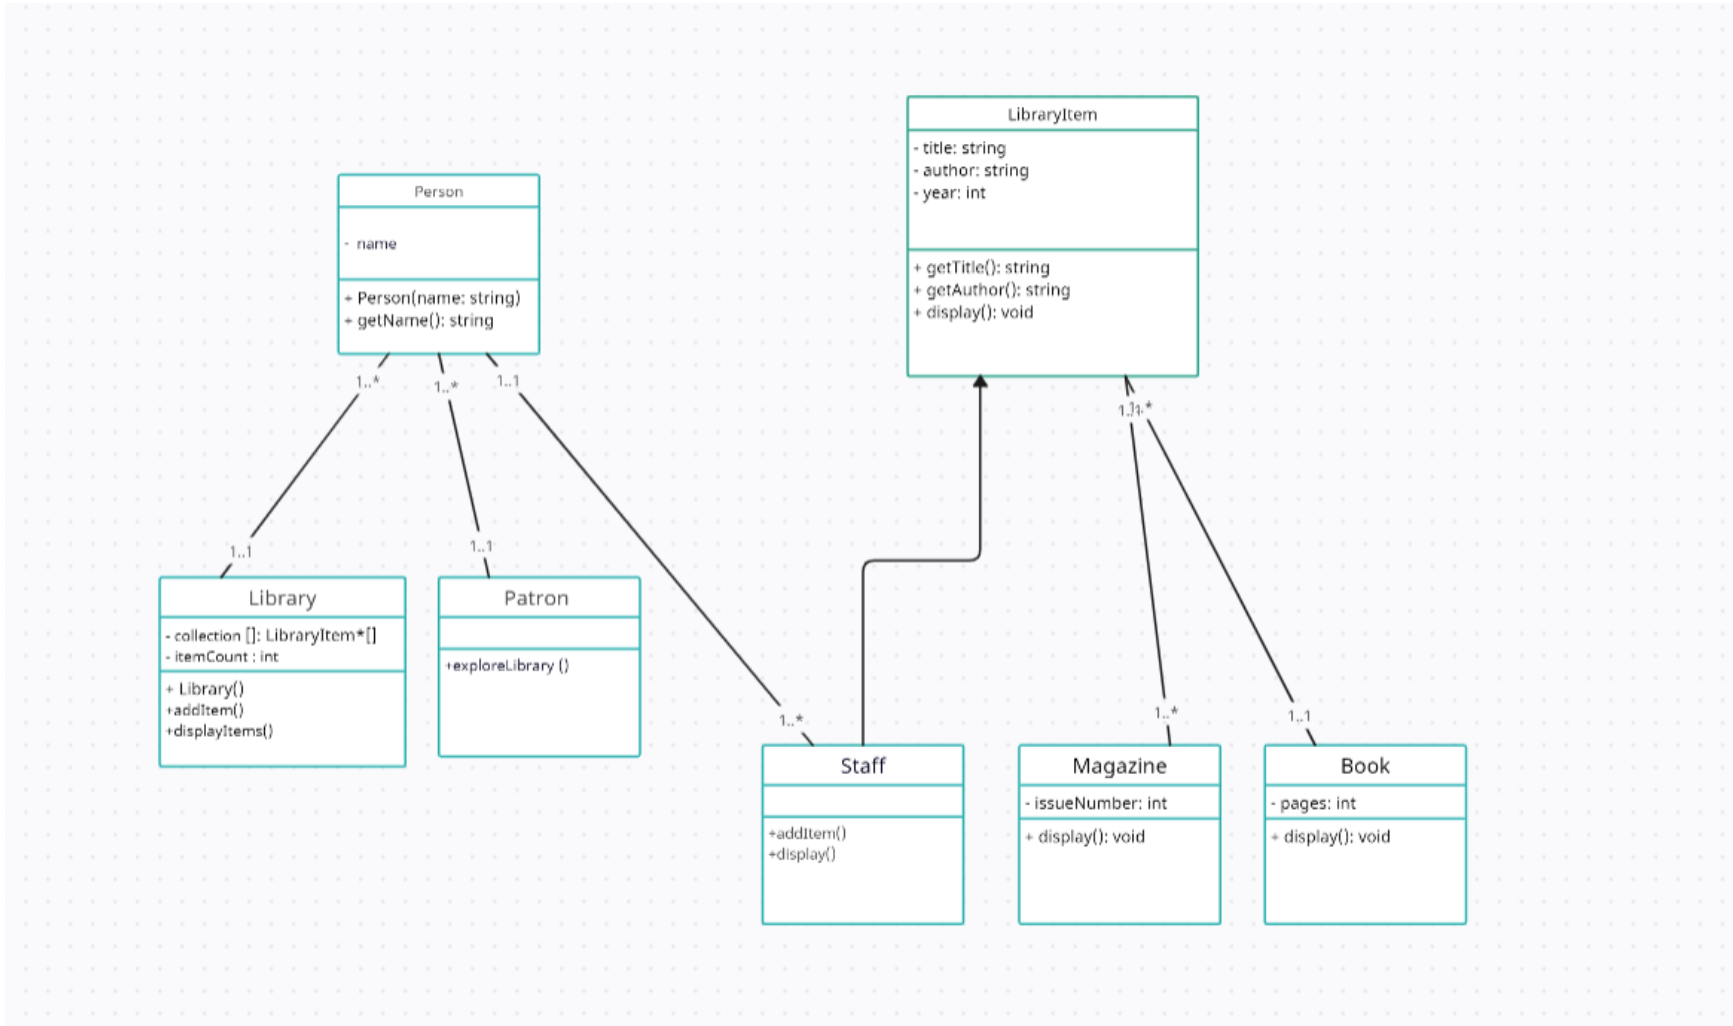 LibraryItem
- title: string
- author: string
- year: int
+ getTitle(): string
+ getAuthor(): string
+ display(): void
Person
- name
+ Person(name: string)
+ getName(): string
1..*
1..*
1..1
1..1
1..1
Library
- collection []: LibraryItem*[]
- itemCount : int
+ Library()
+addItem()
+displayItems()
Patron
+exploreLibrary ()
1..*
1..*
1..1
Staff
+addItem()
+display()
Magazine
- issueNumber: int
+ display(): void
Book
- pages: int
+ display(): void